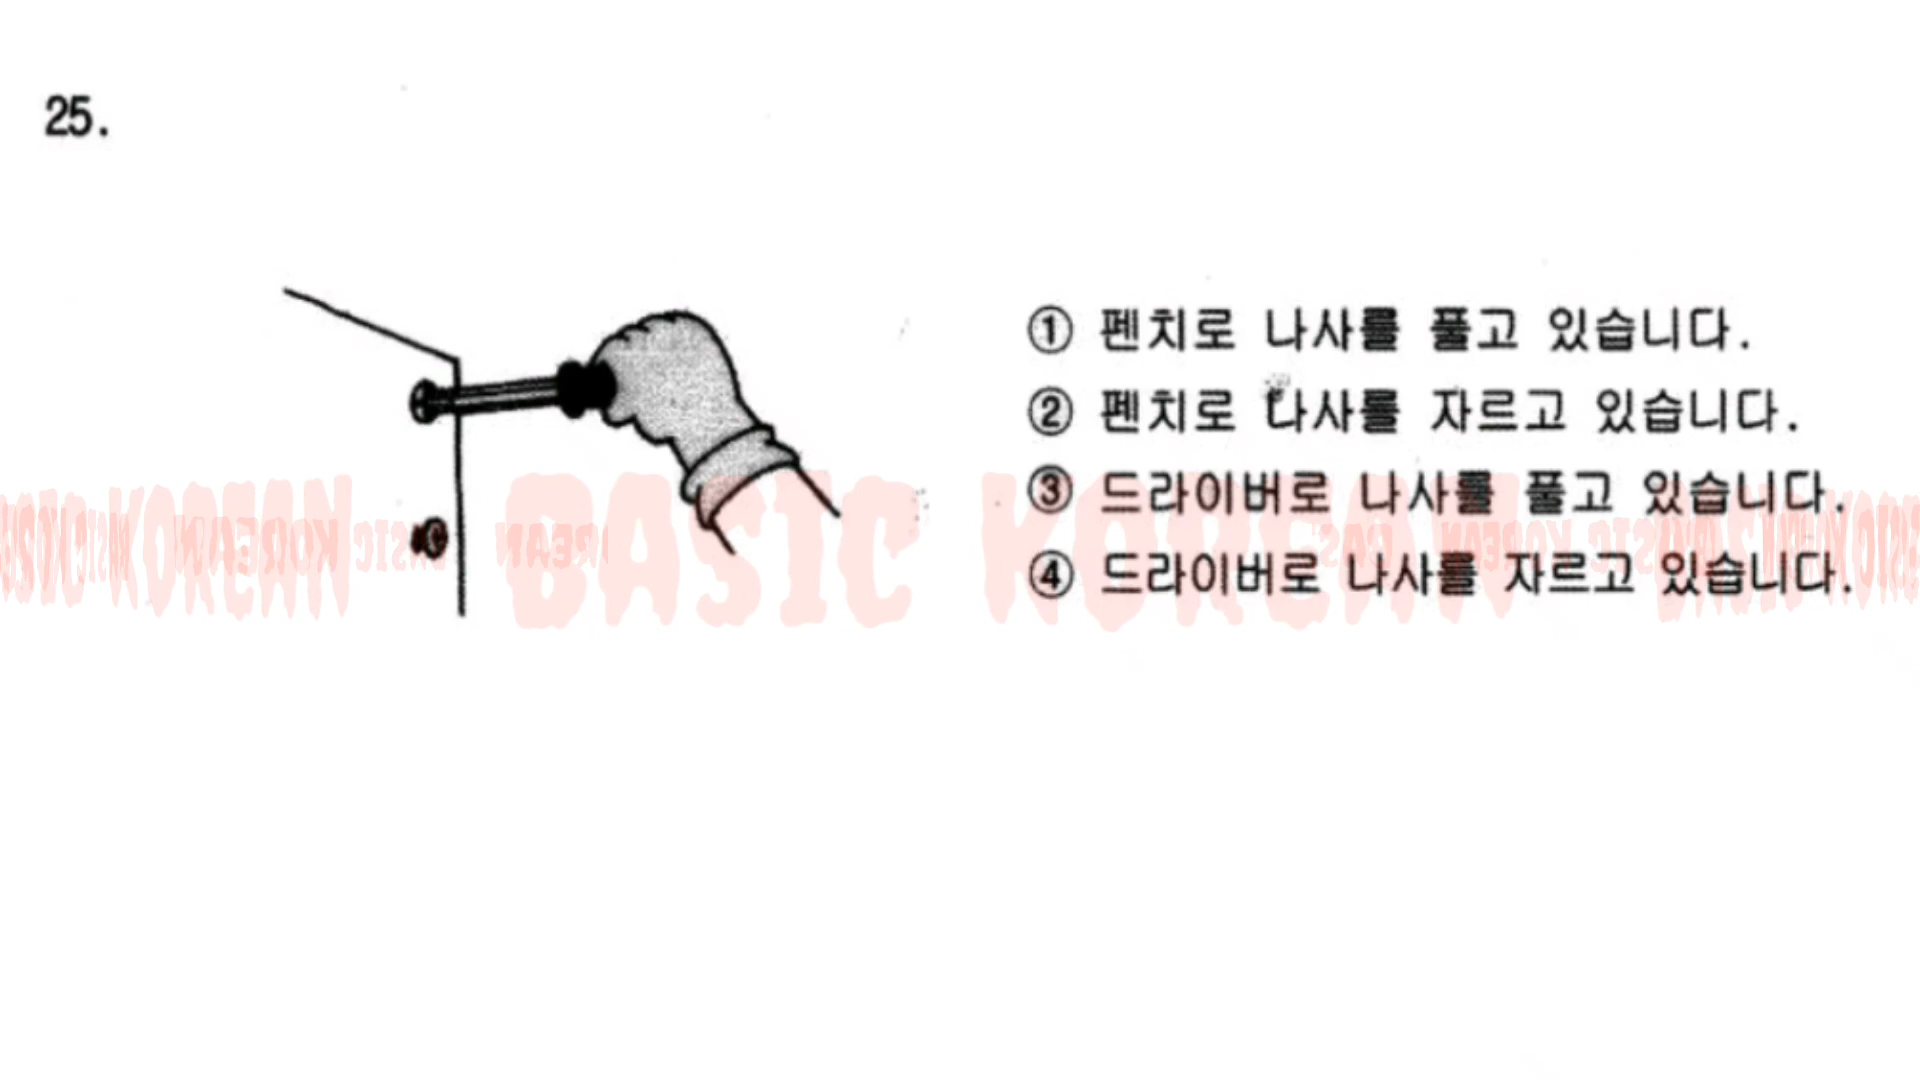 25.
① 펜치로 나사를 풀고 있습니다.
② 펜치로 나사를 자르고 있습니다.
③ 드라이버로 나사를 풀고 있습니다.
④ 드라이버로 나사를 자르고 있습니다.
BASIC KOREAN